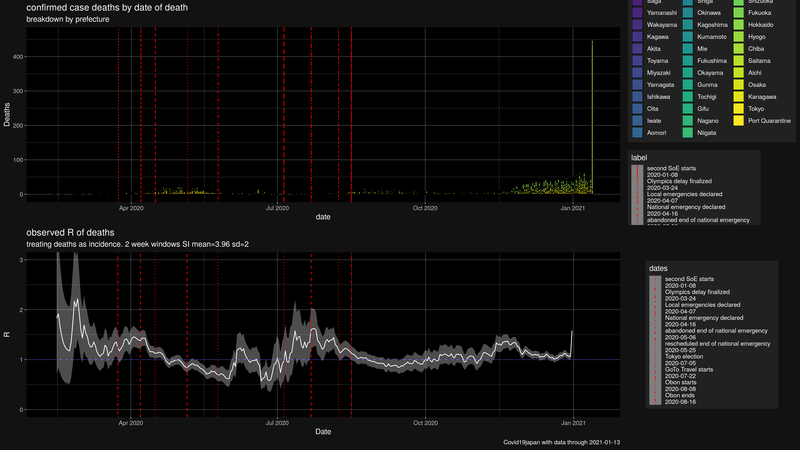 confirmed case deaths by date of death
breakdown by prefecture
400
300
200
100
0
Deaths
Apr 2020
Jul 2020
Oct 2020
Jan 2021
date
Saga
Yamanashi
Wakayama
Kagawa
Akita
Toyama
Miyazaki
Yamagata
Ishikawa
Oita
Iwate
Aomori
Shiga
Okinawa
Kagoshima
Kumamoto
Mie
Fukushima
Okayama
Gunma
Tochigi
Gifu
Nagano
Niigata
Shizuoka
Fukuoka
Hokkaido
Hyogo
Chiba
Saitama
Aichi
Osaka
Kanagawa
Tokyo
Port Quarantine
label
second SoE starts
2020-01-08
Olympics delay finalized
2020-03-24
Local emergencies declared
2020-04-07
National emergency declared
2020-04-16
abandoned end of national emergency
observed R of deaths
treating deaths as incidence. 2 week windows SI mean=3.96 sd=2
3
2
1
0
R
Apr 2020
Jul 2020
Oct 2020
Jan 2021
Date
dates
second SoE starts
2020-01-08
Olympics delay finalized
2020-03-24
Local emergencies declared
2020-04-07
National emergency declared
2020-04-16
abandoned end of national emergency
2020-05-06
rescheduled end of national emergency
2020-05-25
Tokyo election
2020-07-05
GoTo Travel starts
2020-07-22
Obon starts
2020-08-08
Obon ends
2020-08-16
Covid19japan with data through 2021-01-13